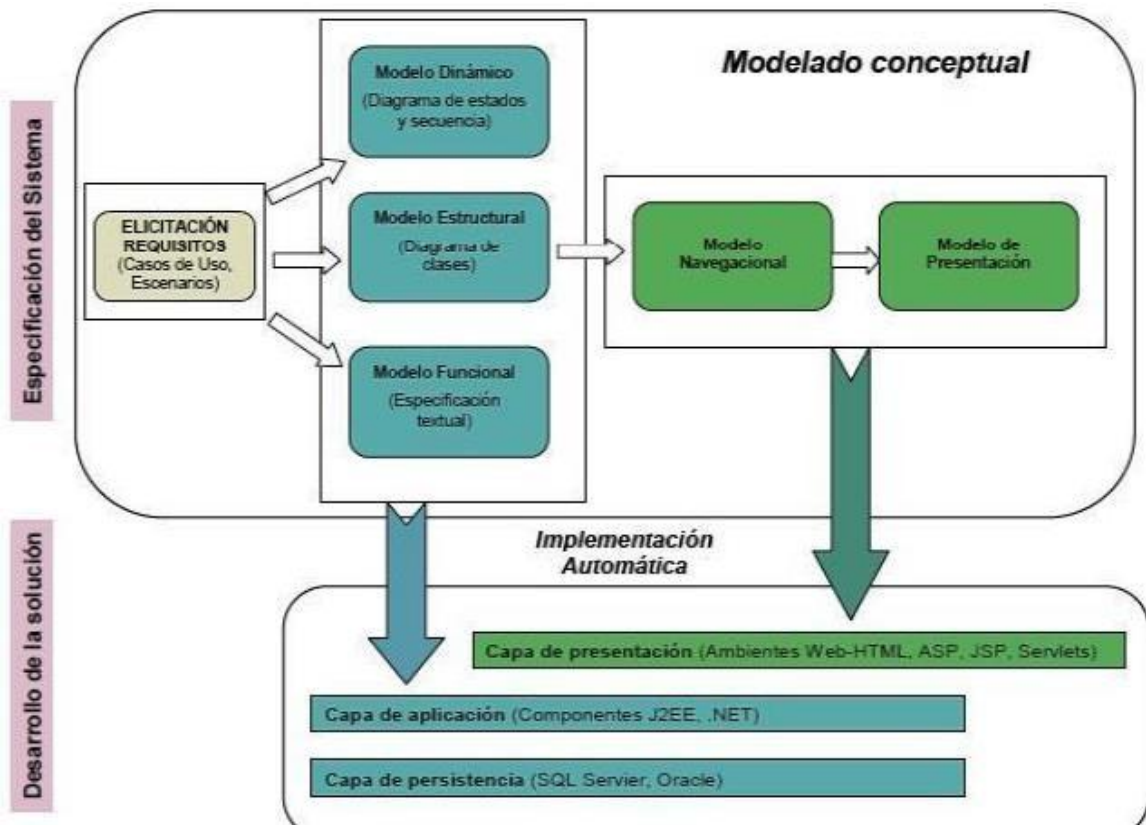 Modelado conceptual
Especificación del Sistema
ELICITACIÓN
REQUISITOS
(Casos de Uso,
Escenarios)
Modelo Dinámico
(Diagrama de estados
y secuencia)
Modelo Estructural
(Diagrama de
clases)
Modelo Funcional
(Especificación
textual)
Modelo
Navegacional
Modelo de
Presentación
Desarrollo de la solución
Implementación
Automática
Capa de presentación (Ambientes Web-HTML, ASP, JSP, Servlets)
Capa de aplicación (Componentes J2EE, .NET)
Capa de persistencia (SQL Servier, Oracle)